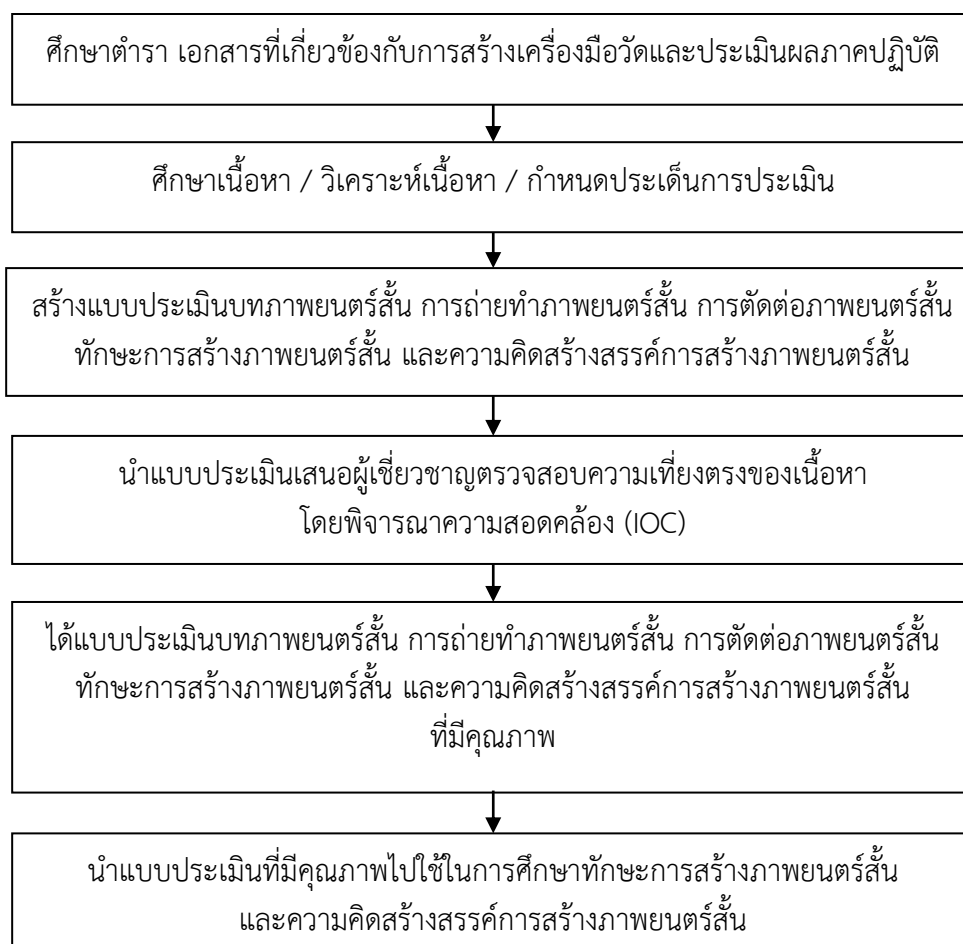 ศึกษาตำรา เอกสารที่เกี่ยวข้องกับการสร้างเครื่องมือวัดและประเมินผลภาคปฏิบัติ
ศึกษาเนื้อหา / วิเคราะห์เนื้อหา / กำหนดประเด็นการประเมิน
สร้างแบบประเมินบทภาพยนตร์สั้น การถ่ายทำภาพยนตร์สั้น การตัดต่อภาพยนตร์สั้น
ทักษะการสร้างภาพยนตร์สั้น และความคิดสร้างสรรค์การสร้างภาพยนตร์สั้น
นำแบบประเมินเสนอผู้เชี่ยวชาญตรวจสอบความเที่ยงตรงของเนื้อหา
โดยพิจารณาความสอดคล้อง (IOC)
ได้แบบประเมินบทภาพยนตร์สั้น การถ่ายทำภาพยนตร์สั้น การตัดต่อภาพยนตร์สั้น
ทักษะการสร้างภาพยนตร์สั้น และความคิดสร้างสรรค์การสร้างภาพยนตร์สั้น
ที่มีคุณภาพ
นำแบบประเมินที่มีคุณภาพไปใช้ในการศึกษาทักษะการสร้างภาพยนตร์สั้น
และความคิดสร้างสรรค์การสร้างภาพยนตร์สั้น